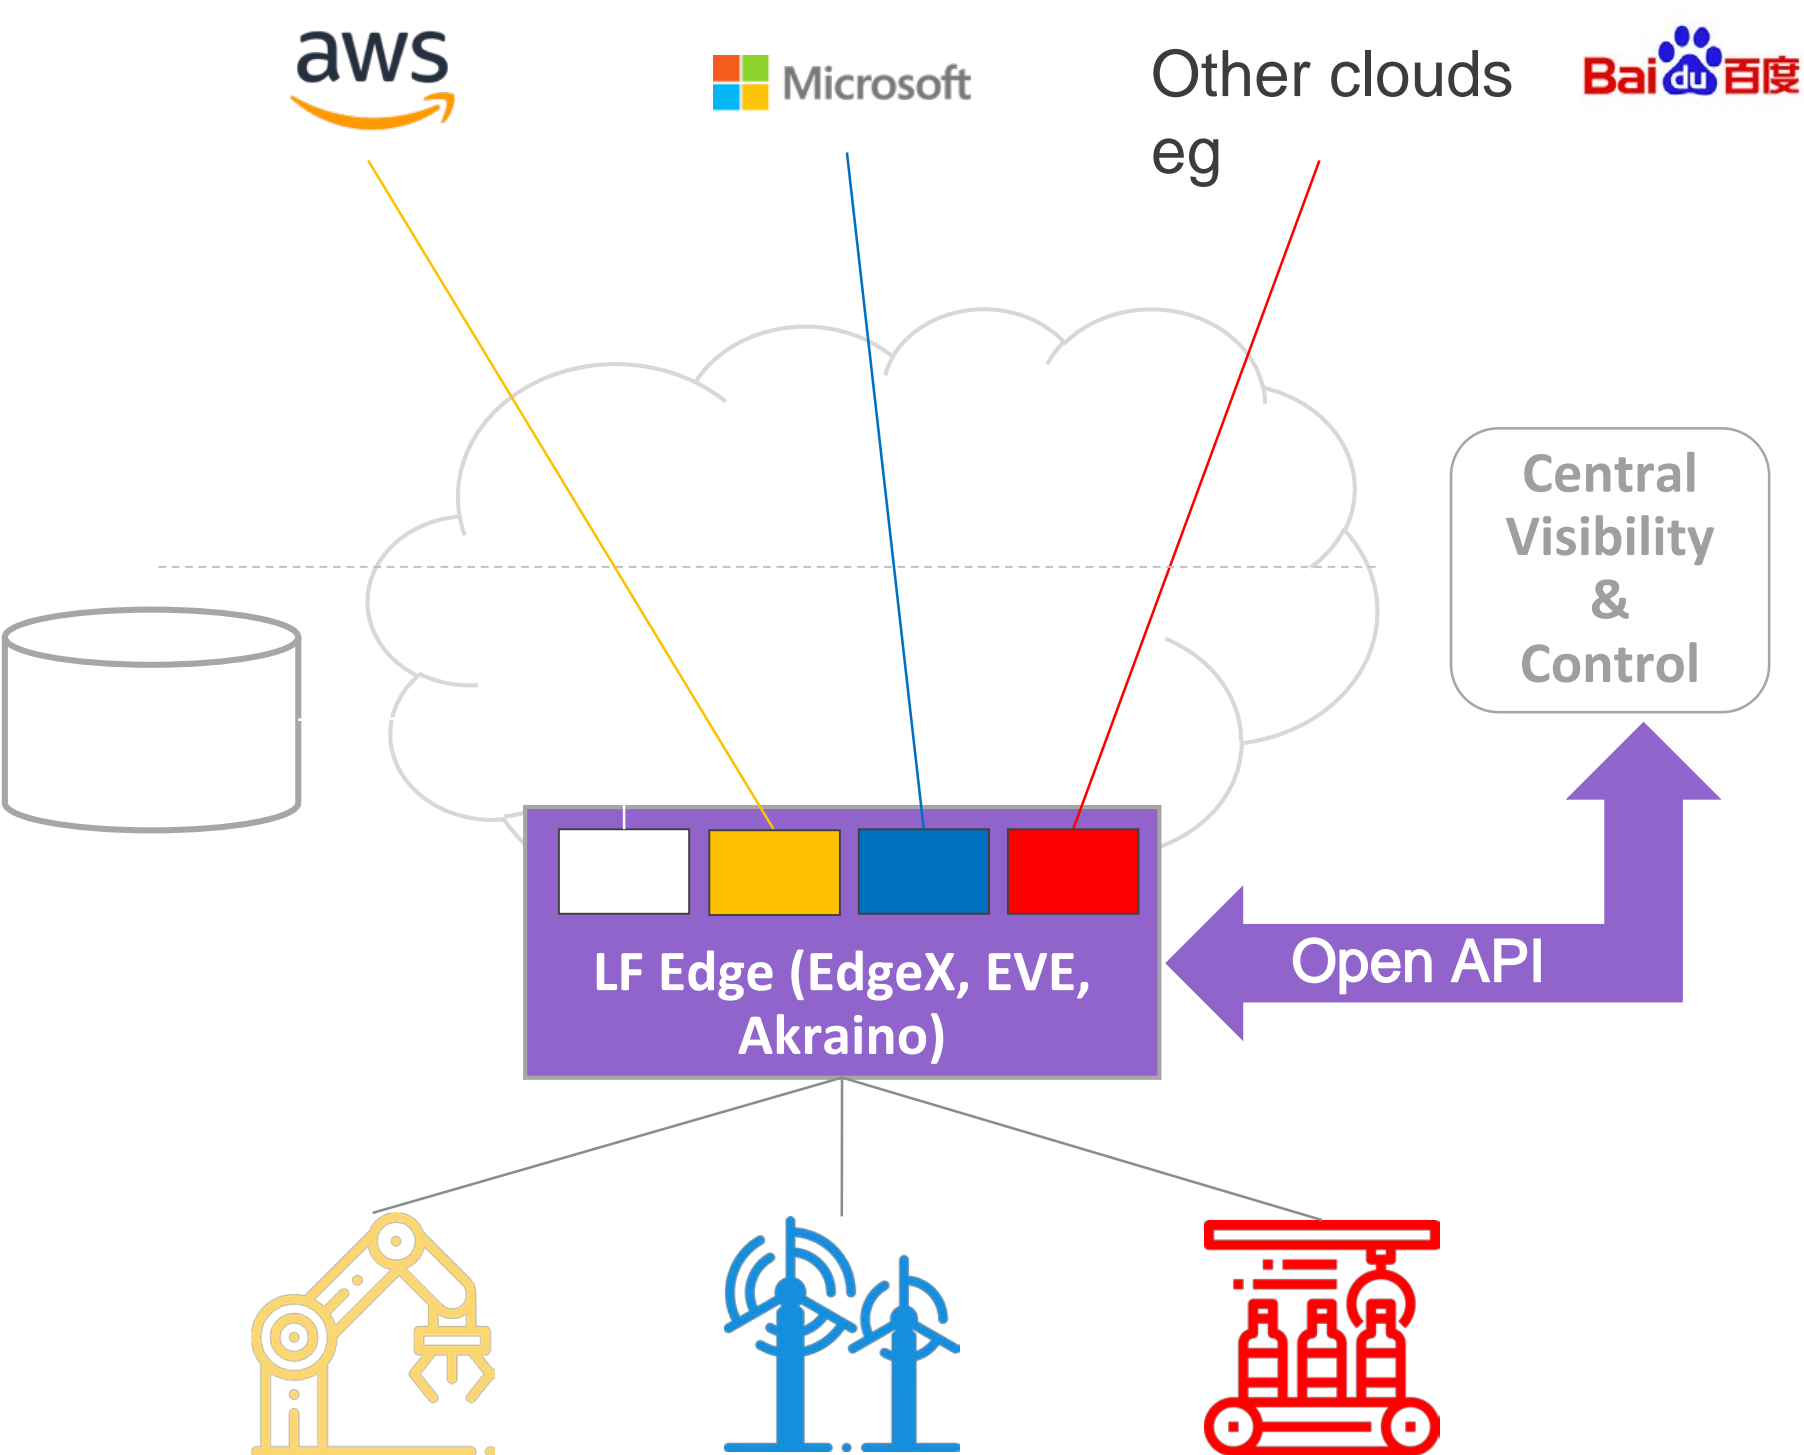 aws
Microsoft
Other clouds
eg
Bai du 百度
Central
Visibility
&
Control
Open API
LF Edge (EdgeX, EVE,
Akraino)